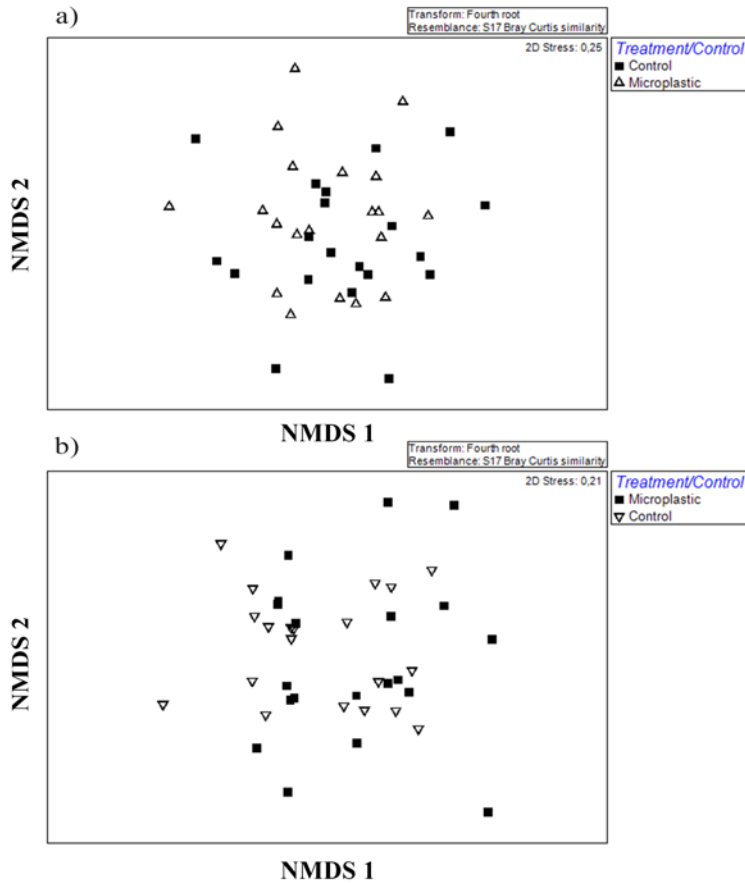 a)
Transform: Fourth root
Resemblance: S17 Bray Curtis similarity
2D Stress: 0,25
Treatment/Control
Control
Microplastic
NMDS 2
NMDS 1
b)
Transform: Fourth root
Resemblance: S17 Bray Curtis similarity
2D Stress: 0,21
Treatment/Control
Microplastic
Control
NMDS 2
NMDS 1